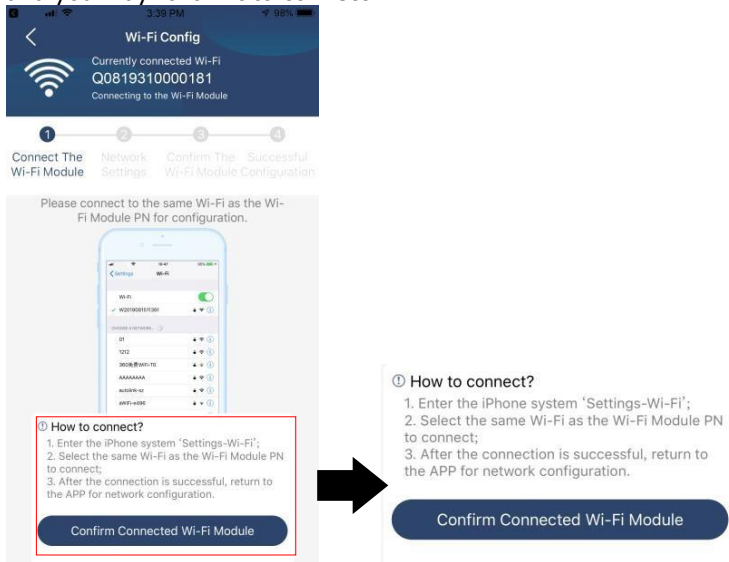 3:39 PM
98%
Wi-Fi Config
Currently connected Wi-Fi
Q0819310000181
Connecting to the Wi-Fi Module
1 2 3 4
Connect The Network Confirm The Successful
Wi-Fi Module Settings Wi-Fi Module Configuration
Please connect to the same Wi-Fi as the Wi-
Fi Module PN for configuration.
Settings Wi-Fi
Wi-Fi
CHOOSE A NETWORK...
01
1212
AAAAAAAA
autolink-xz
aWiFi-e696
How to connect?
1. Enter the iPhone system ‘Settings-Wi-Fi’;
2. Select the same Wi-Fi as the Wi-Fi Module PN
to connect;
3. After the connection is successful, return to
the APP for network configuration.
Confirm Connected Wi-Fi Module
How to connect?
1. Enter the iPhone system ‘Settings-Wi-Fi’;
2. Select the same Wi-Fi as the Wi-Fi Module PN
to connect;
3. After the connection is successful, return to
the APP for network configuration.
Confirm Connected Wi-Fi Module